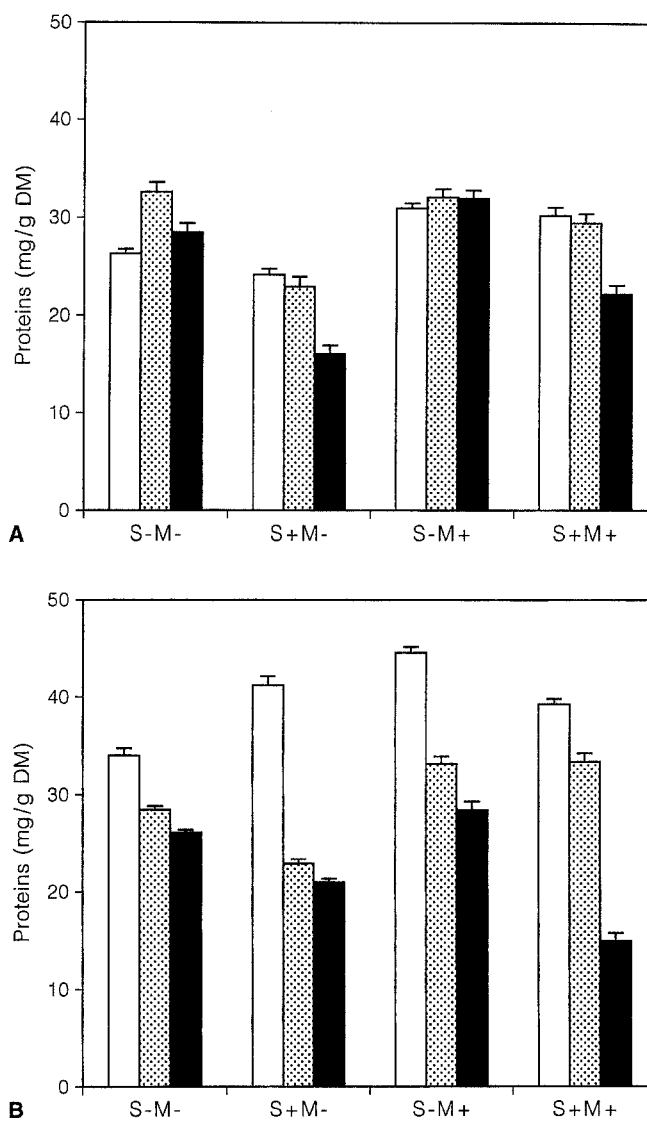 50
40
30
20
10
0
Proteins (mg/g DM)
A
S-M-
S+M-
S-M+
S+M+
50
40
30
20
10
0
Proteins (mg/g DM)
B
S-M-
S+M-
S-M+
S+M+